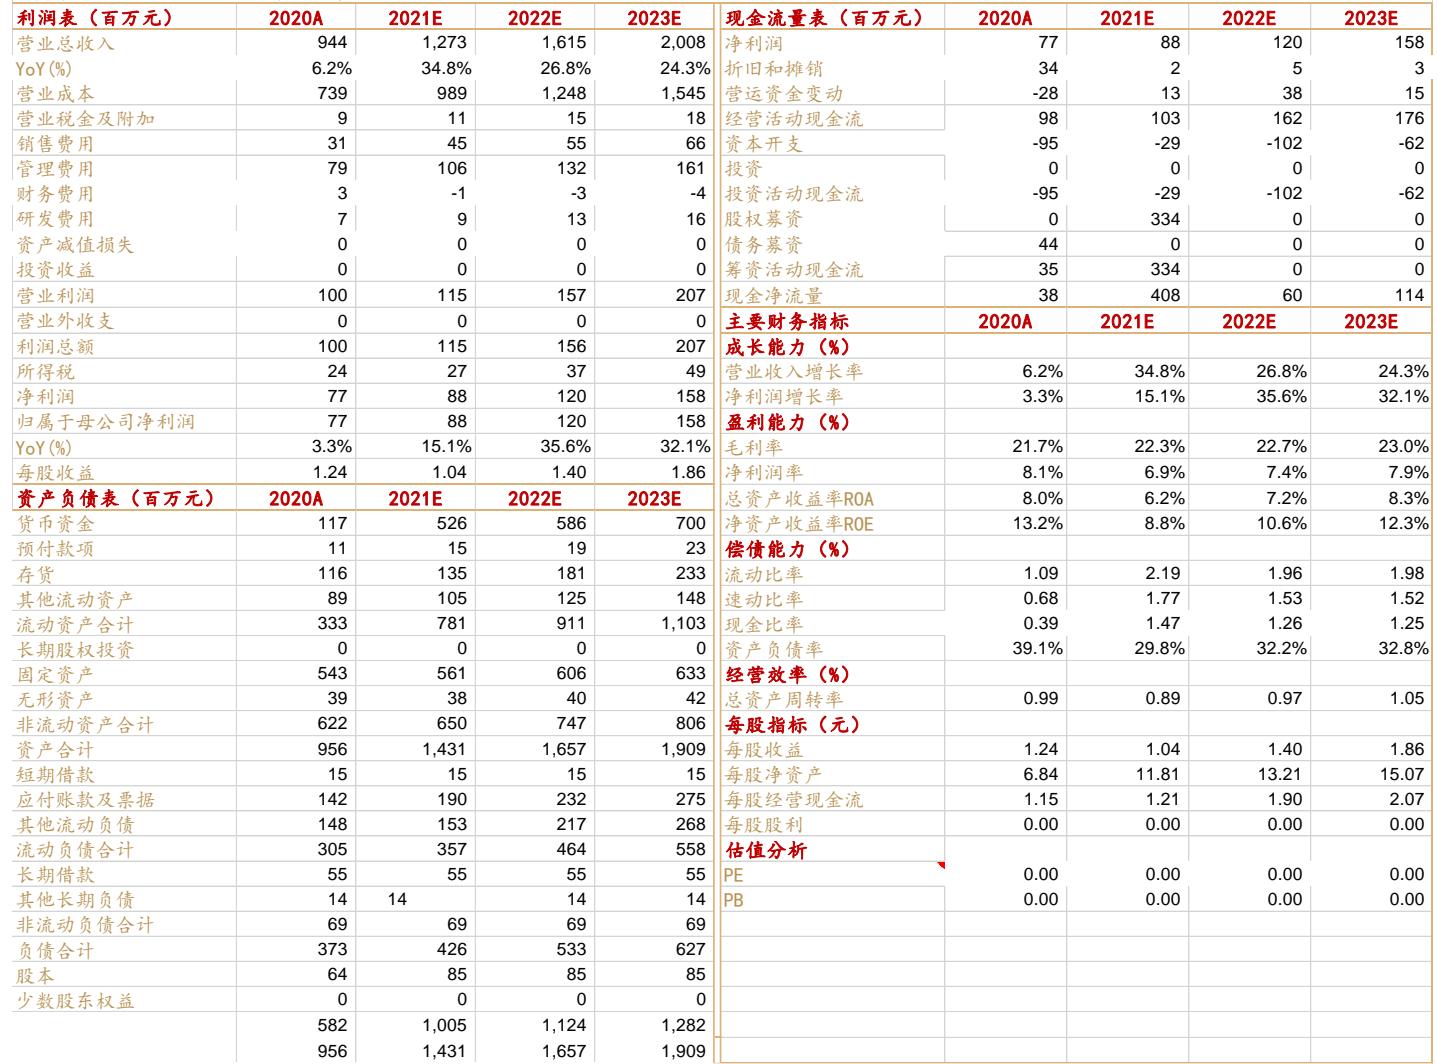 利润表（百万元） 2020A 2021E 2022E 2023E
营业总收入 944 1,273 1,615 2,008
YoY(%) 6.2% 34.8% 26.8% 24.3%
营业成本 739 989 1,248 1,545
营业税金及附加 9 11 15 18
销售费用 31 45 55 66
管理费用 79 106 132 161
财务费用 3 -1 -3 -4
研发费用 7 9 13 16
资产减值损失 0 0 0 0
投资收益 0 0 0 0
营业利润 100 115 157 207
营业外收支 0 0 0 0
利润总额 100 115 156 207
所得税 24 27 37 49
净利润 77 88 120 158
归属于母公司净利润 77 88 120 158
YoY(%) 3.3% 15.1% 35.6% 32.1%
每股收益 1.24 1.04 1.40 1.86
资产负债表（百万元） 2020A 2021E 2022E 2023E
货币资金 117 526 586 700
预付款项 11 15 19 23
存货 116 135 181 233
其他流动资产 89 105 125 148
流动资产合计 333 781 911 1,103
长期股权投资 0 0 0 0
固定资产 543 561 606 633
无形资产 39 38 40 42
非流动资产合计 622 650 747 806
资产合计 956 1,431 1,657 1,909
短期借款 15 15 15 15
应付账款及票据 142 190 232 275
其他流动负债 148 153 217 268
流动负债合计 305 357 464 558
长期借款 55 55 55 55
其他长期负债 14 14 14 14
非流动负债合计 69 69 69 69
负债合计 373 426 533 627
股本 64 85 85 85
少数股东权益 0 0 0 0
582 1,005 1,124 1,282
956 1,431 1,657 1,909
现金流量表（百万元） 2020A 2021E 2022E 2023E
净利润 77 88 120 158
折旧和摊销 34 2 5 3
营运资金变动 -28 13 38 15
经营活动现金流 98 103 162 176
资本开支 -95 -29 -102 -62
投资 0 0 0 0
投资活动现金流 -95 -29 -102 -62
股权募资 0 334 0 0
债务募资 44 0 0 0
筹资活动现金流 35 334 0 0
现金净流量 38 408 60 114
主要财务指标 2020A 2021E 2022E 2023E
成长能力（%）
营业收入增长率 6.2% 34.8% 26.8% 24.3%
净利润增长率 3.3% 15.1% 35.6% 32.1%
盈利能力（%）
毛利率 21.7% 22.3% 22.7% 23.0%
净利润率 8.1% 6.9% 7.4% 7.9%
总资产收益率ROA 8.0% 6.2% 7.2% 8.3%
净资产收益率ROE 13.2% 8.8% 10.6% 12.3%
偿债能力（%）
流动比率 1.09 2.19 1.96 1.98
速动比率 0.68 1.77 1.53 1.52
现金比率 0.39 1.47 1.26 1.25
资产负债率 39.1% 29.8% 32.2% 32.8%
经营效率（%）
总资产周转率 0.99 0.89 0.97 1.05
每股指标（元）
每股收益 1.24 1.04 1.40 1.86
每股净资产 6.84 11.81 13.21 15.07
每股经营现金流 1.15 1.21 1.90 2.07
每股股利 0.00 0.00 0.00 0.00
估值分析
PE 0.00 0.00 0.00 0.00
PB 0.00 0.00 0.00 0.00